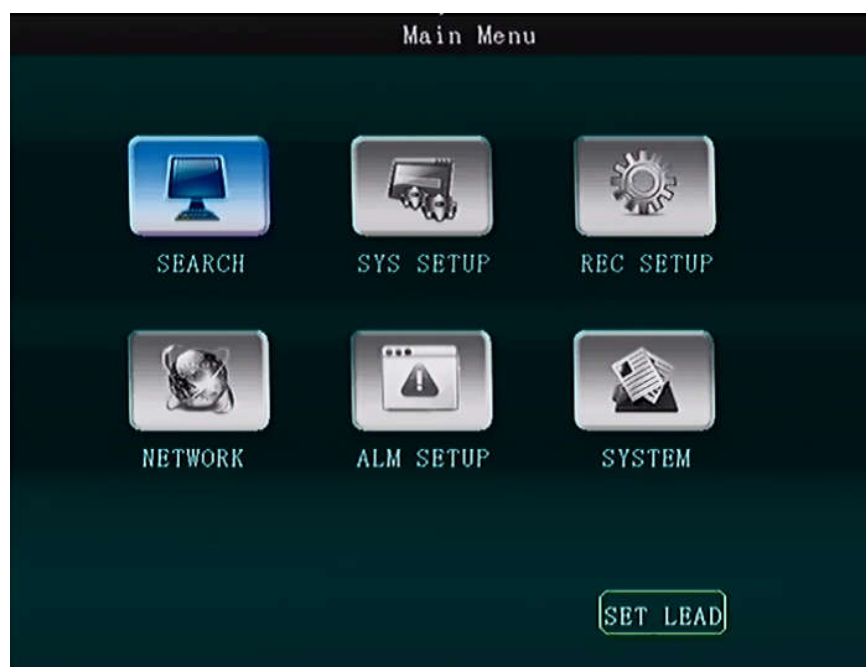 Main Menu
SEARCH
SYS SETUP
REC SETUP
NETWORK
ALM SETUP
SYSTEM
SET LEAD